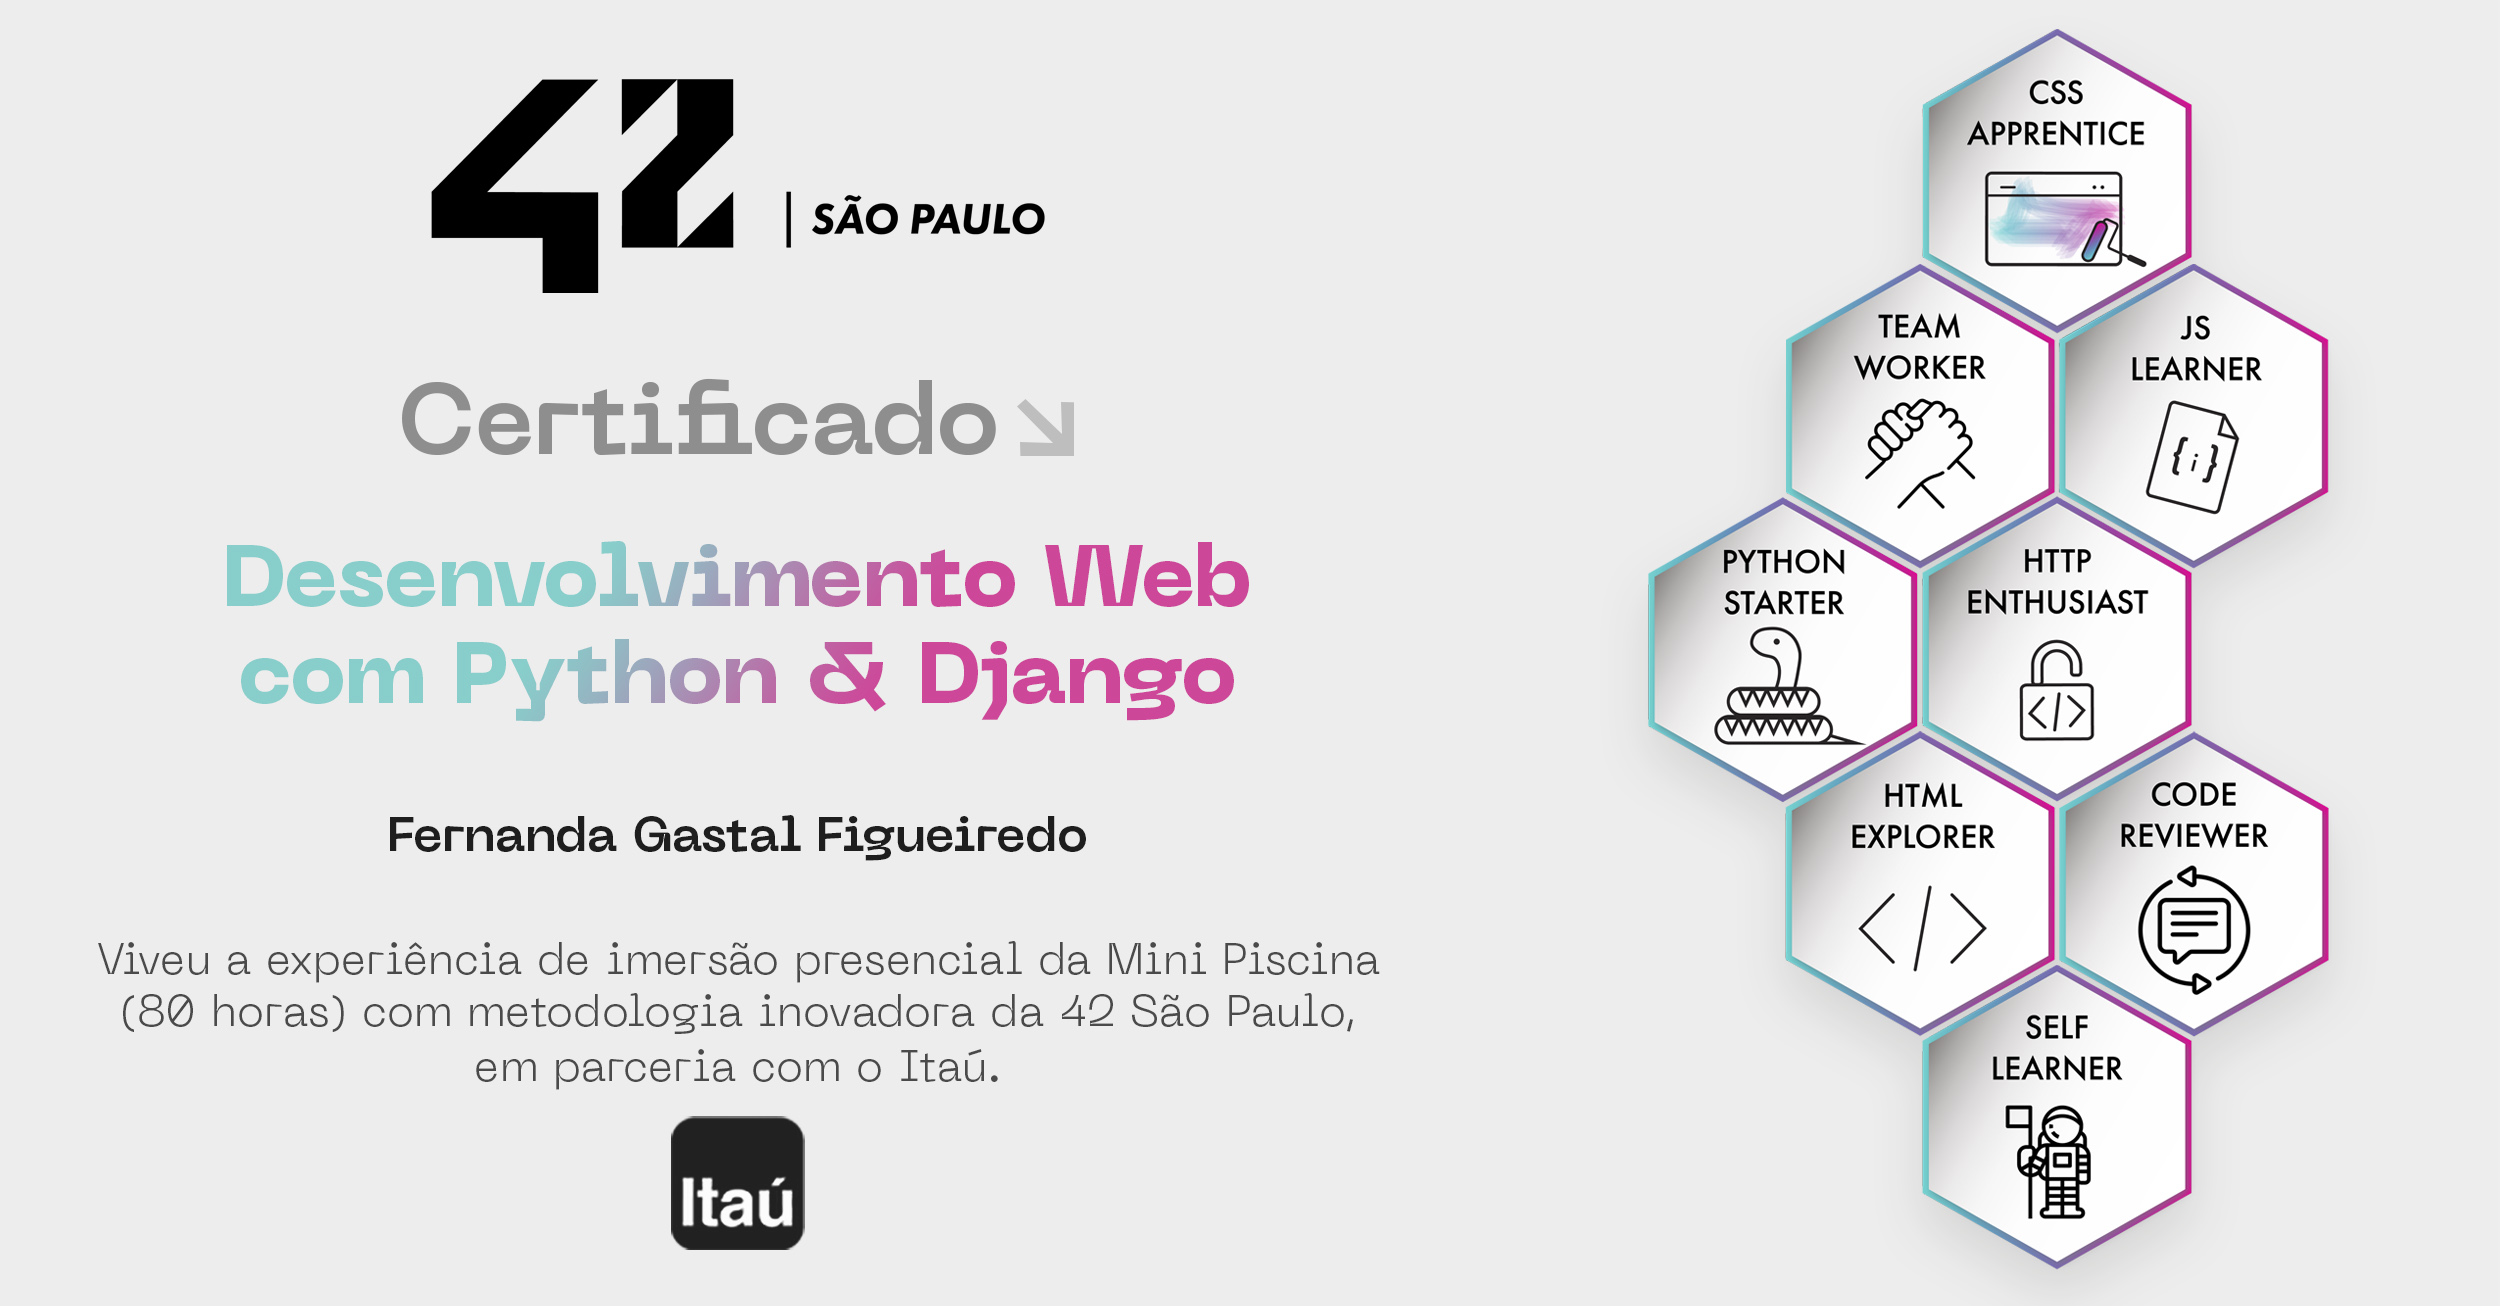 42 | SÃO PAULO
Certificado
Desenvolvimento Web
com Python & Django
Fernanda Gastal Figueiredo
Viveu a experiência de imersão presencial da Mini Piscina
(80 horas) com metodologia inovadora da 42 São Paulo,
em parceria com o Itaú.
Itaú
CSS
APPRENTICE
TEAM
WORKER
JS
LEARNER
{i}
PYTHON
STARTER
HTTP
ENTHUSIAST
</>
HTML
EXPLORER
</>
CODE
REVIEWER
SELF
LEARNER